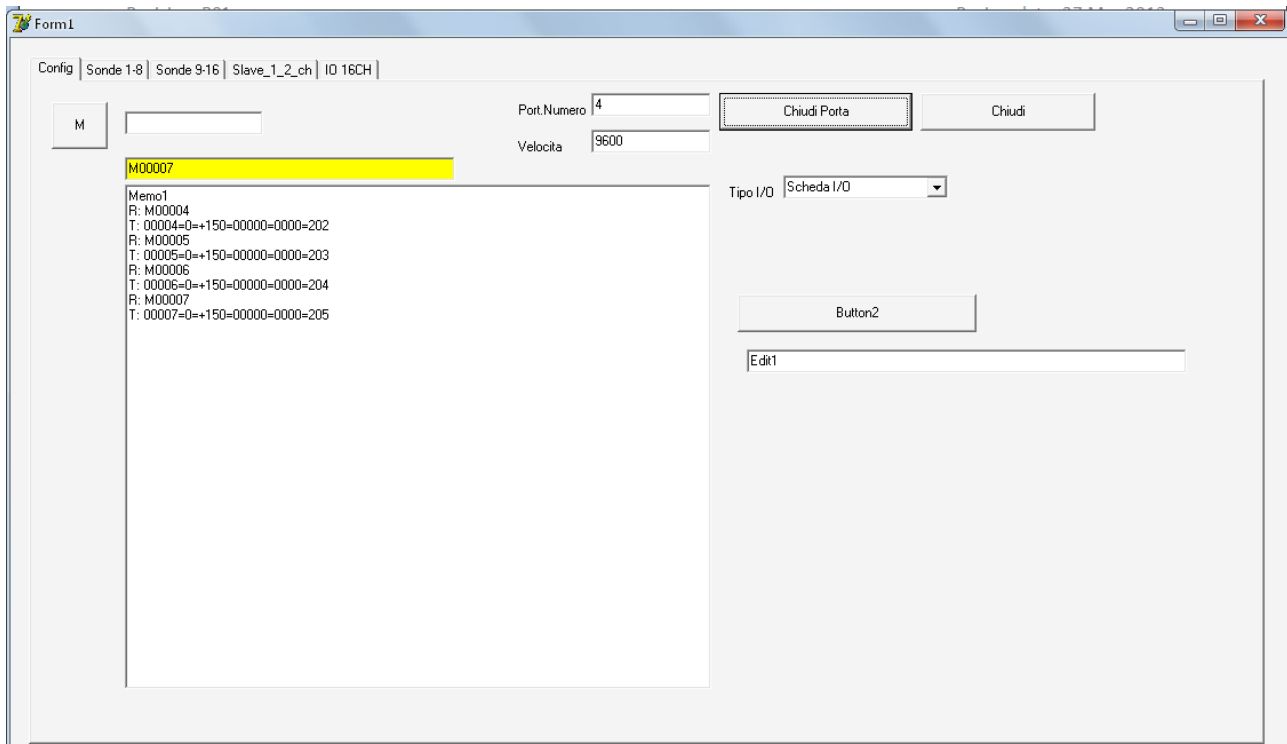 Form1
Config Sonde 1-8 Sonde 9-16 Slave_1_2_ch IO 16CH
M
Port.Numero 4
Chiudi Porta
Chiudi
Velocita 9600
M00007
Tipo I/O Scheda I/O
Memo1
R: M00004
T: 00004=0=+150=00000=0000=202
R: M00005
T: 00005=0=+150=00000=0000=203
R: M00006
T: 00006=0=+150=00000=0000=204
R: M00007
T: 00007=0=+150=00000=0000=205
Button2
Edit1